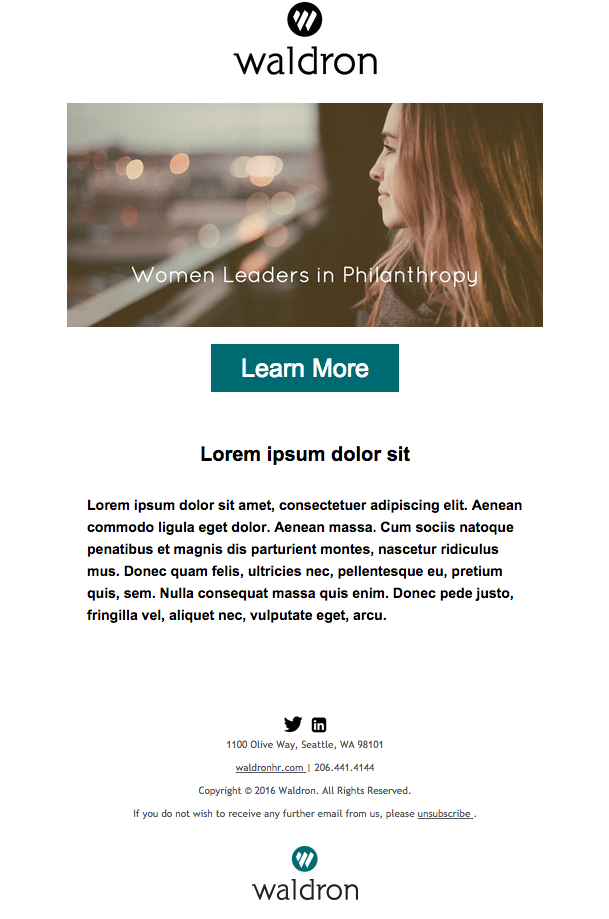 waldron
Women Leaders in Philanthropy
Learn More
Lorem ipsum dolor sit
Lorem ipsum dolor sit amet, consectetuer adipiscing elit. Aenean
commodo ligula eget dolor. Aenean massa. Cum sociis natoque
penatibus et magnis dis parturient montes, nascetur ridiculus
mus. Donec quam felis, ultricies nec, pellentesque eu, pretium
quis, sem. Nulla consequat massa quis enim. Donec pede justo,
fringilla vel, aliquet nec, vulputate eget, arcu.
1100 Olive Way, Seattle, WA 98101
waldronhr.com | 206.441.4144
Copyright © 2016 Waldron. All Rights Reserved.
If you do not wish to receive any further email from us, please unsubscribe .
waldron